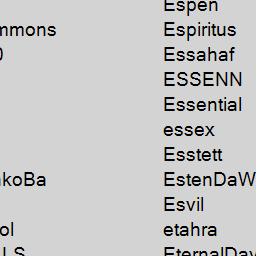 Espen
mmons Espiritus
0 Essahaf
ESSENN
Essential
essex
Esstett
koBa EstenDaW
Esvil
ol etahra
LS EternalDay